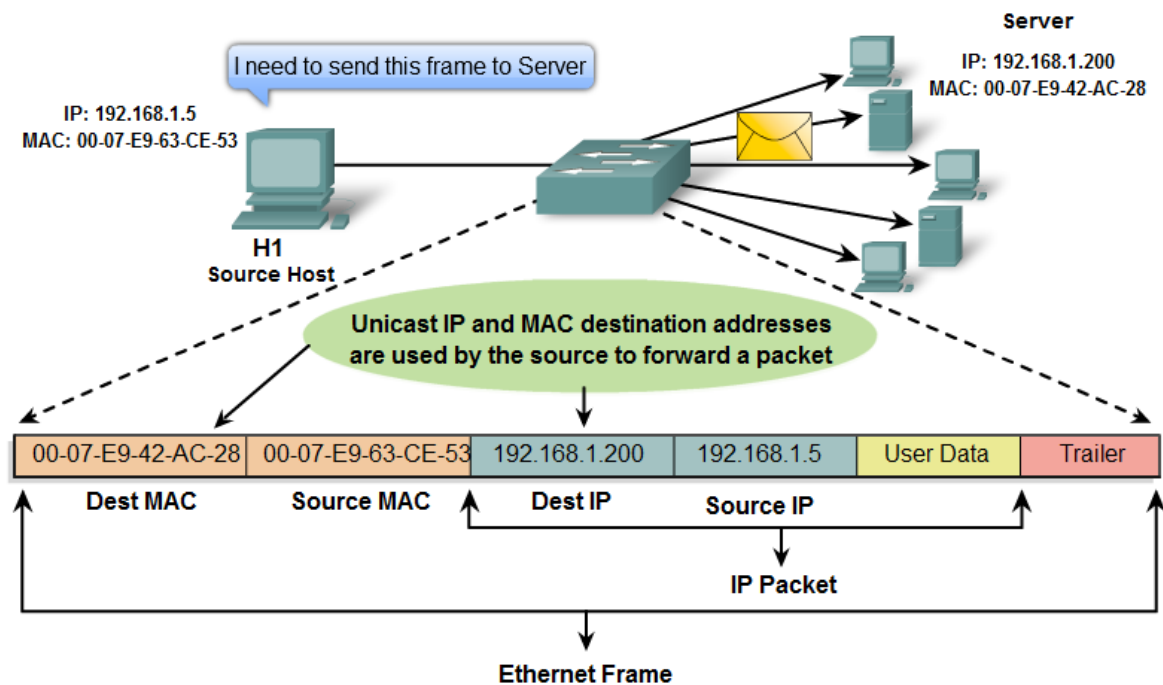 Server
IP: 192.168.1.200
MAC: 00-07-E9-42-AC-28
I need to send this frame to Server
IP: 192.168.1.5
MAC: 00-07-E9-63-CE-53
H1
Source Host
Unicast IP and MAC destination addresses
are used by the source to forward a packet
00-07-E9-42-AC-28 00-07-E9-63-CE-53 192.168.1.200 192.168.1.5 User Data Trailer
Dest MAC Source MAC Dest IP Source IP
IP Packet
Ethernet Frame